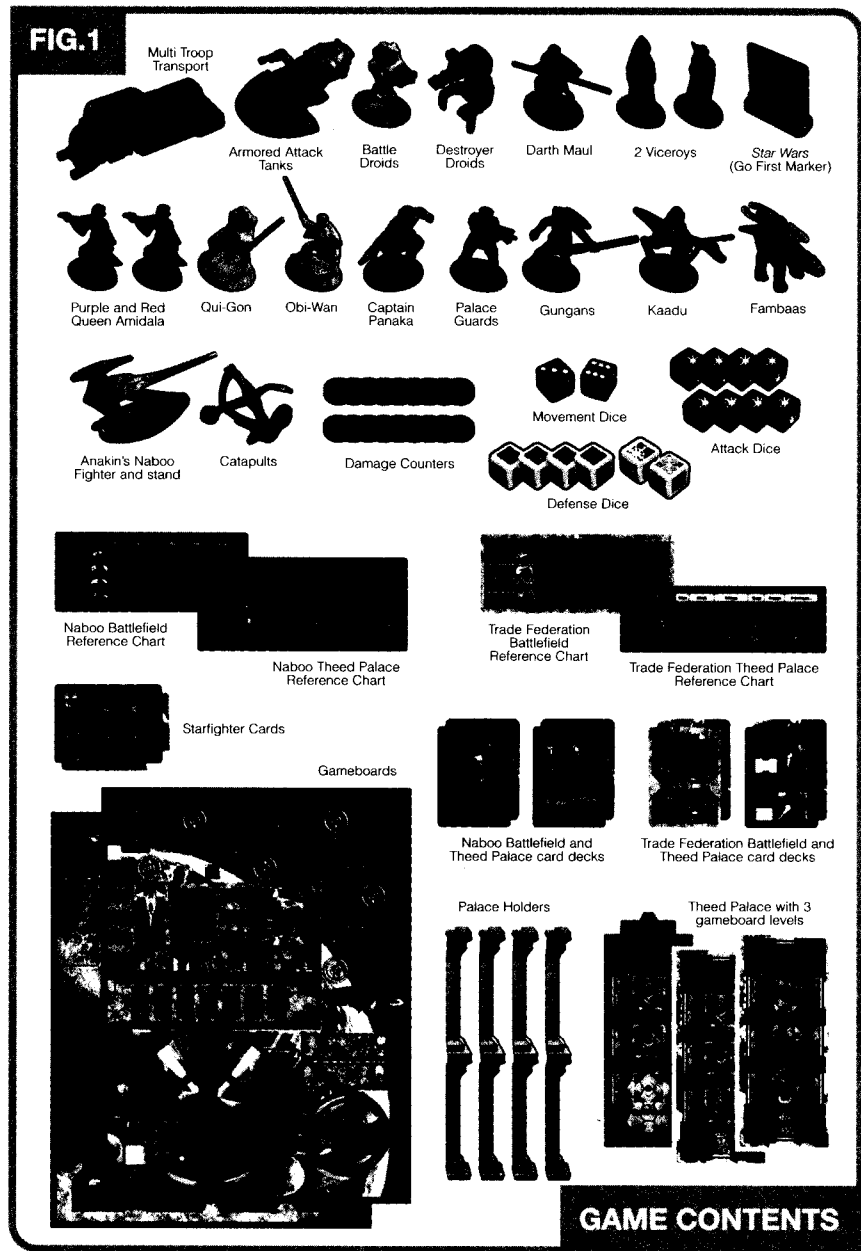 FIG.1
Multi Troop
Transport
Armored Attack
Tanks
Battle
Droids
Destroyer
Droids
Darth Maul
2 Viceroys
Star Wars
(Go First Marker)
Purple and Red
Queen Amidala
Qui-Gon
Obi-Wan
Captain
Panaka
Palace
Guards
Gungans
Kaadu
Fambaas
Anakin's Naboo
Fighter and stand
Catapults
Damage Counters
Movement Dice
Attack Dice
Defense Dice
Naboo Battlefield
Reference Chart
Naboo Theed Palace
Reference Chart
Trade Federation
Battlefield
Reference Chart
Trade Federation Theed Palace
Reference Chart
Starfighter Cards
Gameboards
Naboo Battlefield and
Theed Palace card decks
Trade Federation Battlefield and
Theed Palace card decks
Palace Holders
Theed Palace with 3
gameboard levels
GAME CONTENTS